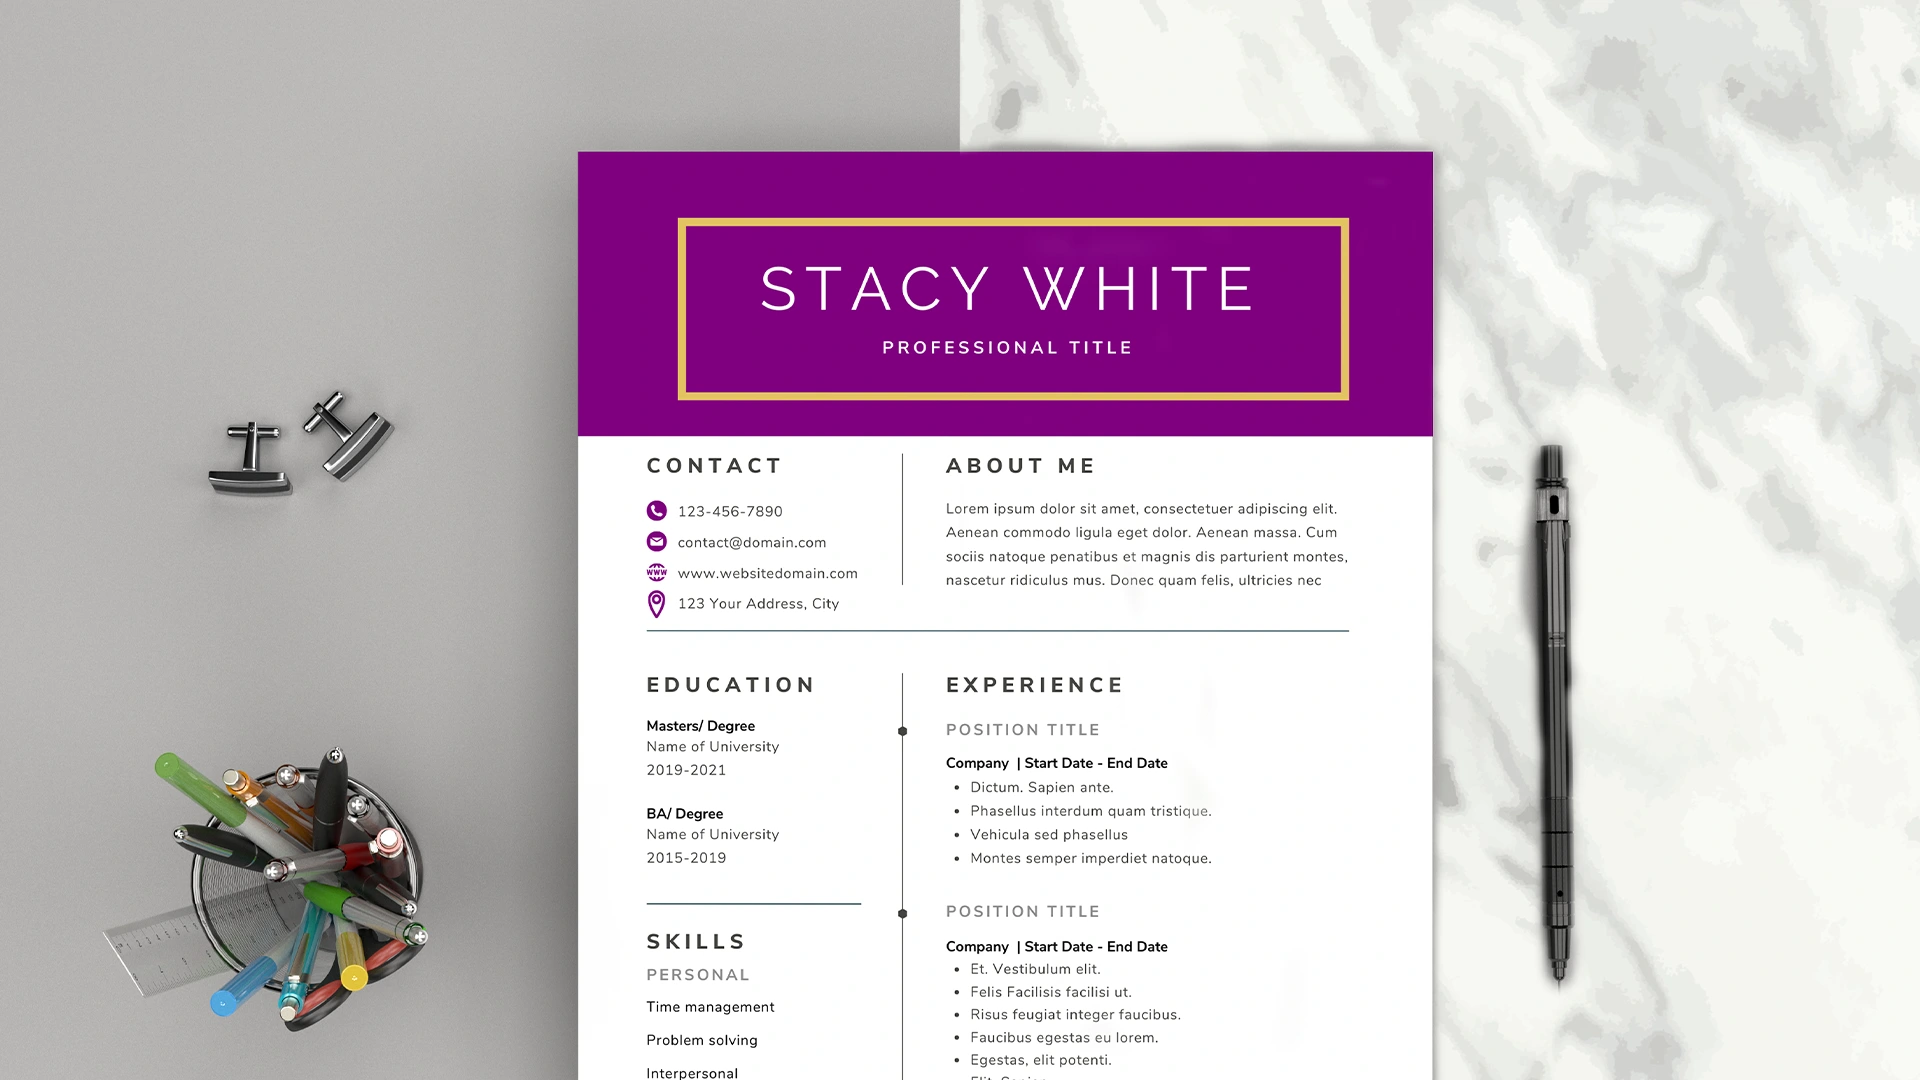 STACY WHITE
PROFESSIONAL TITLE
CONTACT
123-456-7890
contact@domain.com
www.websitedomain.com
123 Your Address, City
ABOUT ME
Lorem ipsum dolor sit amet, consectetuer adipiscing elit.
Aenean commodo ligula eget dolor. Aenean massa. Cum
sociis natoque penatibus et magnis dis parturient montes,
nascetur ridiculus mus. Donec quam felis, ultricies nec
EDUCATION
Masters/ Degree
Name of University
2019-2021
BA/ Degree
Name of University
2015-2019
SKILLS
PERSONAL
Time management
Problem solving
Interpersonal
EXPERIENCE
POSITION TITLE
Company | Start Date - End Date
• Dictum. Sapien ante.
• Phasellus interdum quam tristique.
• Vehicula sed phasellus
• Montes semper imperdiet natoque.
POSITION TITLE
Company | Start Date - End Date
• Et. Vestibulum elit.
• Felis Facilisis facilisi ut.
• Risus feugiat integer faucibus.
• Faucibus egestas eu lorem.
• Egestas, elit potenti.